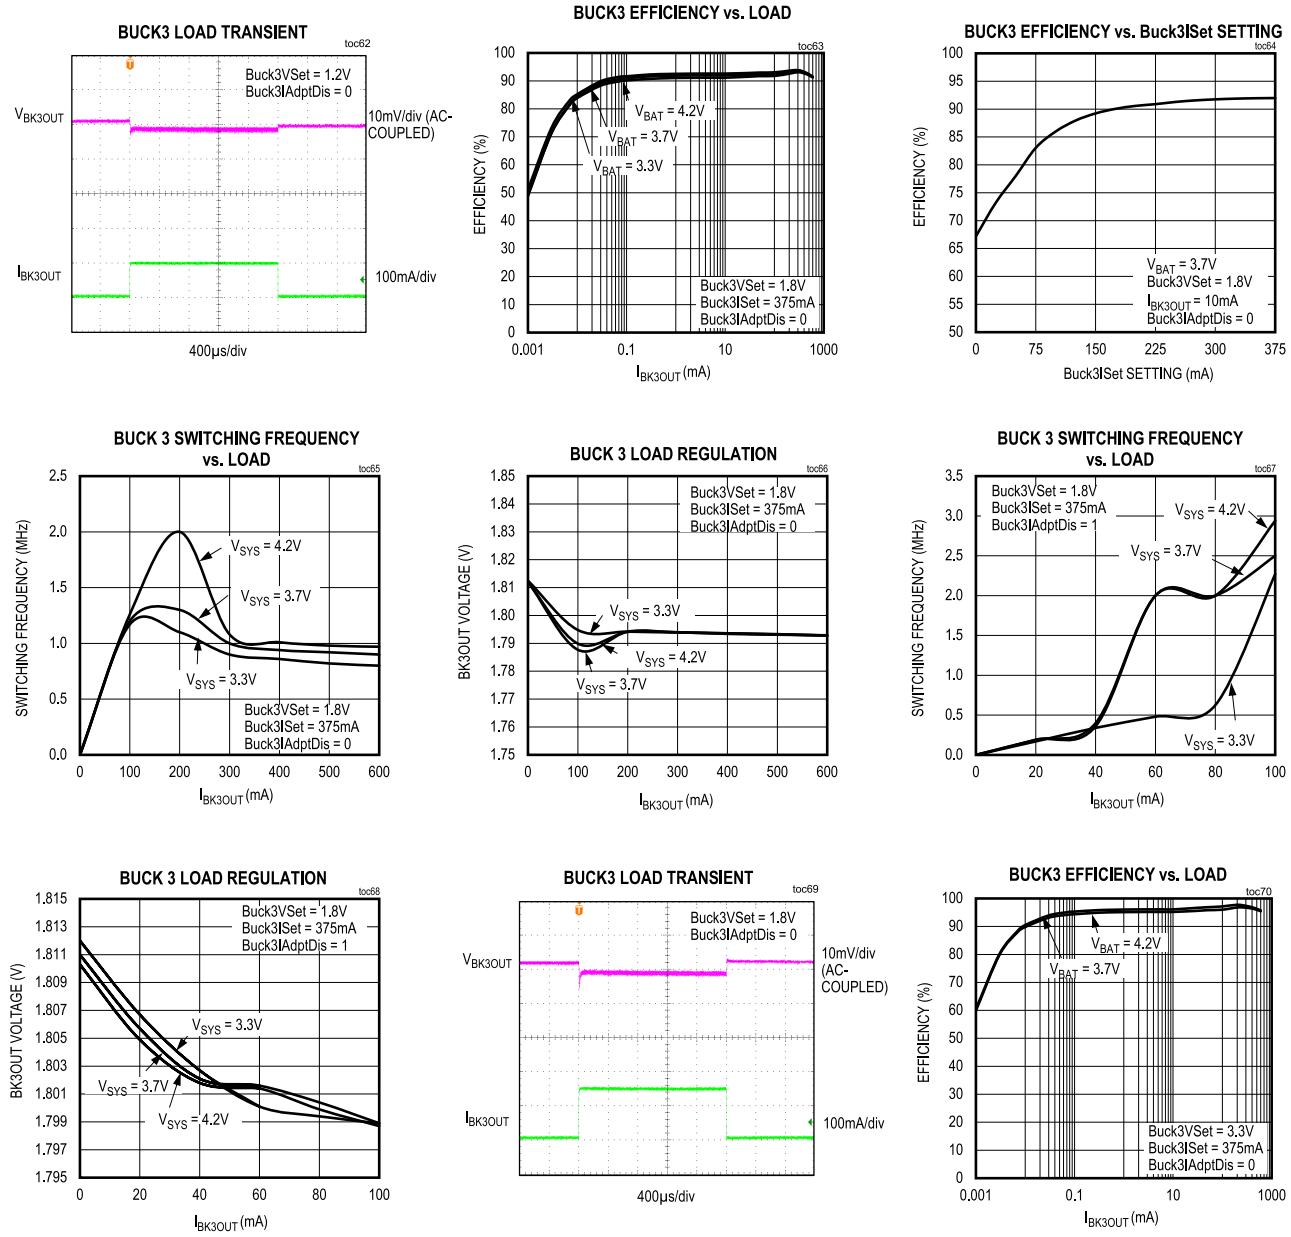 BUCK3 LOAD TRANSIENT
toc62
Buck3VSet = 1.2V
Buck3IAdptDis = 0
VBK3OUT
10mV/div (AC-
COUPLED)
IBK3OUT
100mA/div
400µs/div
BUCK3 EFFICIENCY vs. LOAD
toc63
EFFICIENCY (%)
100
90
80
70
60
50
40
30
20
10
0
VBAT = 4.2V
VBAT = 3.7V
VBAT = 3.3V
Buck3VSet = 1.8V
Buck3ISet = 375mA
Buck3IAdptDis = 0
0.001
0.1
10
1000
IBK3OUT (mA)
BUCK3 EFFICIENCY vs. Buck3ISet SETTING
toc64
EFFICIENCY (%)
100
95
90
85
80
75
70
65
60
55
50
VBAT = 3.7V
Buck3VSet = 1.8V
IBK3OUT = 10mA
Buck3IAdptDis = 0
0
75
150
225
300
375
Buck3ISet SETTING (mA)
BUCK 3 SWITCHING FREQUENCY
vs. LOAD
toc65
SWITCHING FREQUENCY (MHz)
2.5
2.0
1.5
1.0
0.5
0.0
VSYS = 4.2V
VSYS = 3.7V
VSYS = 3.3V
Buck3VSet = 1.8V
Buck3ISet = 375mA
Buck3IAdptDis = 0
0
100
200
300
400
500
600
IBK3OUT (mA)
BUCK 3 LOAD REGULATION
toc66
BK3OUT VOLTAGE (V)
1.85
1.84
1.83
1.82
1.81
1.80
1.79
1.78
1.77
1.76
1.75
Buck3VSet = 1.8V
Buck3ISet = 375mA
Buck3IAdptDis = 0
VSYS = 3.3V
VSYS = 4.2V
VSYS = 3.7V
0
100
200
300
400
500
600
IBK3OUT (mA)
BUCK 3 SWITCHING FREQUENCY
vs. LOAD
toc67
SWITCHING FREQUENCY (MHz)
3.5
3.0
2.5
2.0
1.5
1.0
0.5
0.0
Buck3VSet = 1.8V
Buck3ISet = 375mA
Buck3IAdptDis = 1
VSYS = 4.2V
VSYS = 3.7V
VSYS = 3.3V
0
20
40
60
80
100
IBK3OUT (mA)
BUCK 3 LOAD REGULATION
toc68
BK3OUT VOLTAGE (V)
1.815
1.813
1.811
1.809
1.807
1.805
1.803
1.801
1.799
1.797
1.795
Buck3VSet = 1.8V
Buck3ISet = 375mA
Buck3IAdptDis = 1
VSYS = 3.3V
VSYS = 3.7V
VSYS = 4.2V
0
20
40
60
80
100
IBK3OUT (mA)
BUCK3 LOAD TRANSIENT
toc69
Buck3VSet = 1.8V
Buck3IAdptDis = 0
VBK3OUT
10mV/div
(AC-
COUPLED)
IBK3OUT
100mA/div
400µs/div
BUCK3 EFFICIENCY vs. LOAD
toc70
EFFICIENCY (%)
100
90
80
70
60
50
40
30
20
10
0
VBAT = 4.2V
VBAT = 3.7V
Buck3VSet = 3.3V
Buck3ISet = 375mA
Buck3IAdptDis = 0
0.001
0.1
10
1000
IBK3OUT (mA)